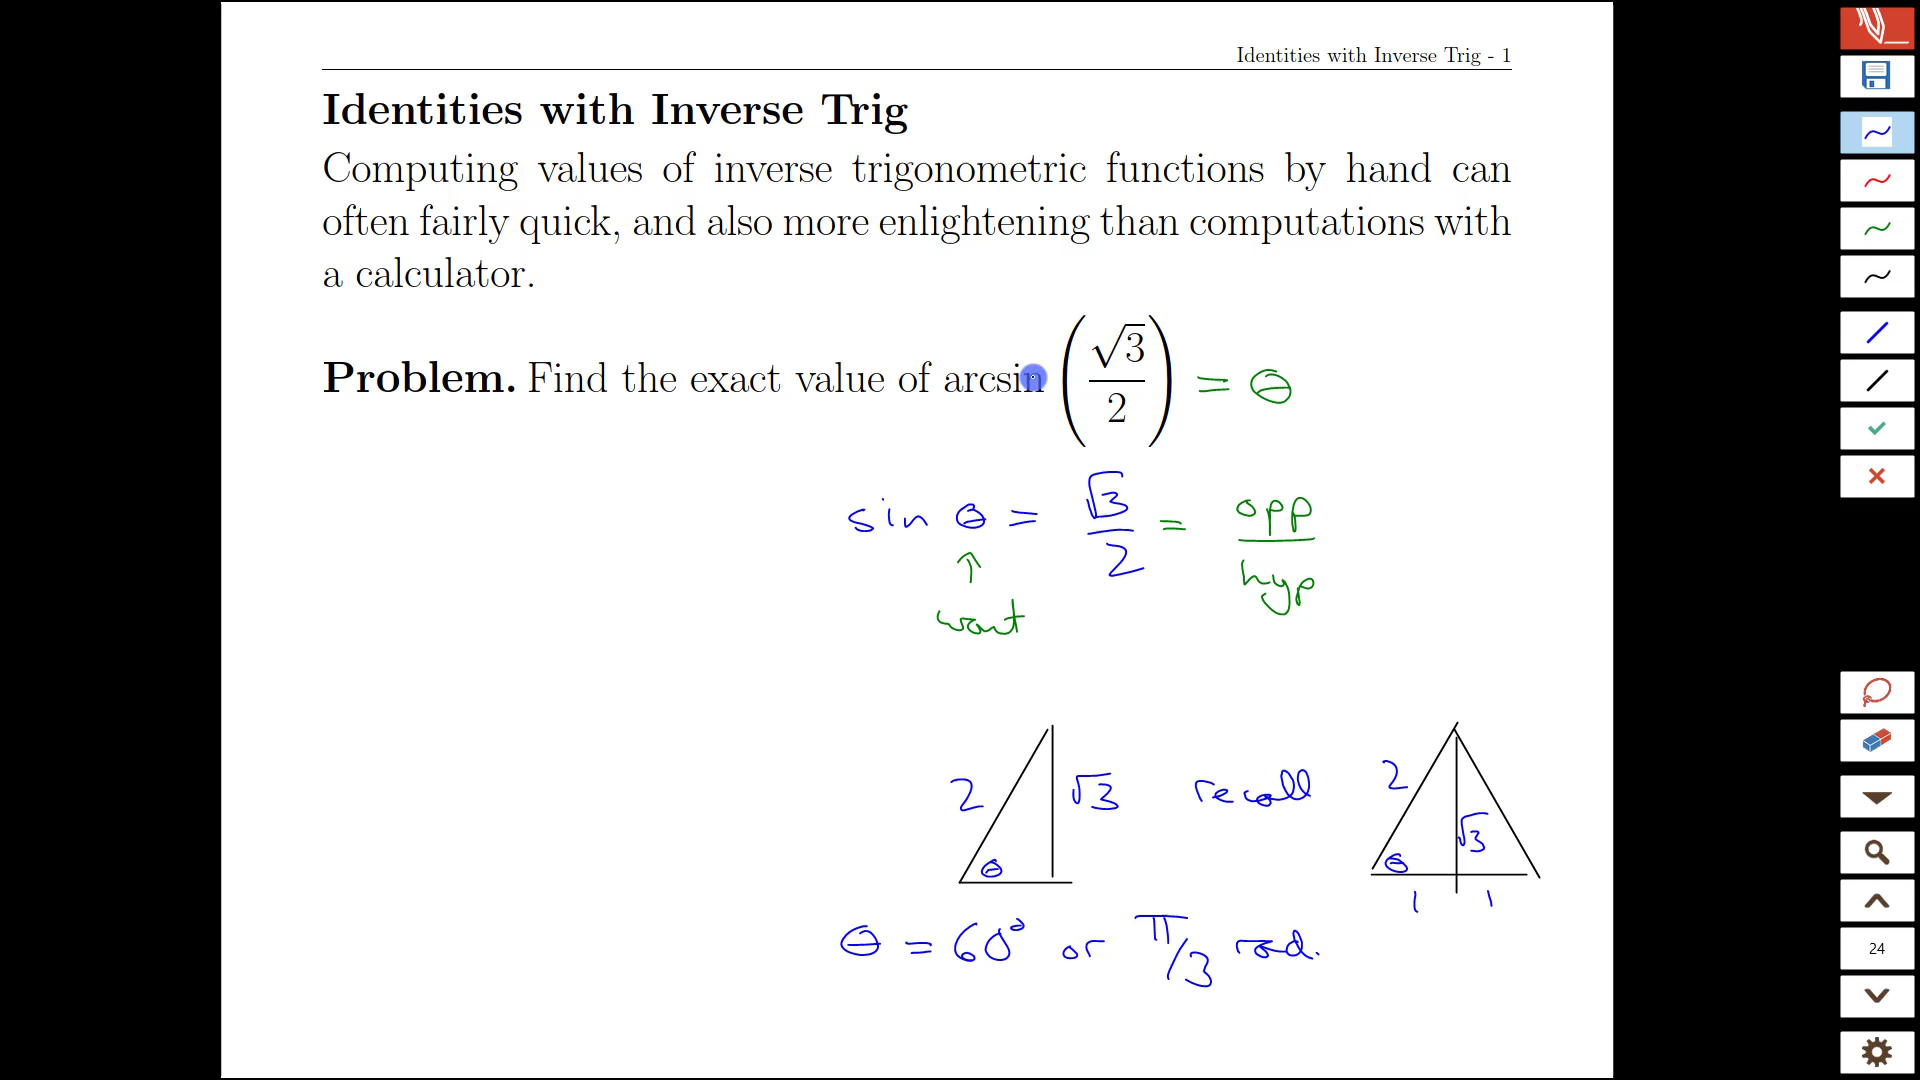 Identities with Inverse Trig - 1
Identities with Inverse Trig
Computing values of inverse trigonometric functions by hand can
often fairly quick, and also more enlightening than computations with
a calculator.
Problem. Find the exact value of arcsin (√3/2) = θ
sin θ = √3/2 = opp/hyp
↑
want
2 √3 recall 2 √3
θ θ
1 1
θ = 60° or π/3 rad.
24